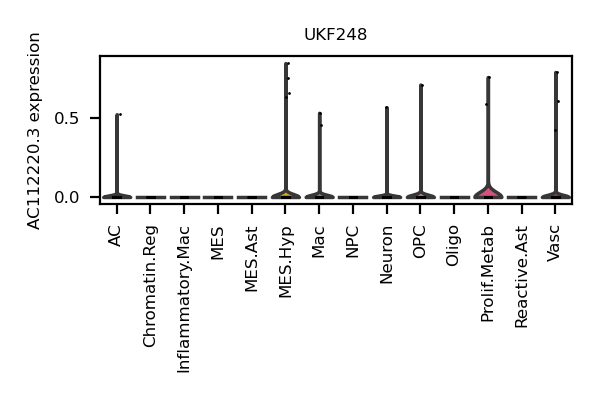 UKF248
AC112220.3 expression
0.5
0.0
AC
Chromatin.Reg
Inflammatory.Mac
MES
MES.Ast
MES.Hyp
Mac
NPC
Neuron
OPC
Oligo
Prolif.Metab
Reactive.Ast
Vasc